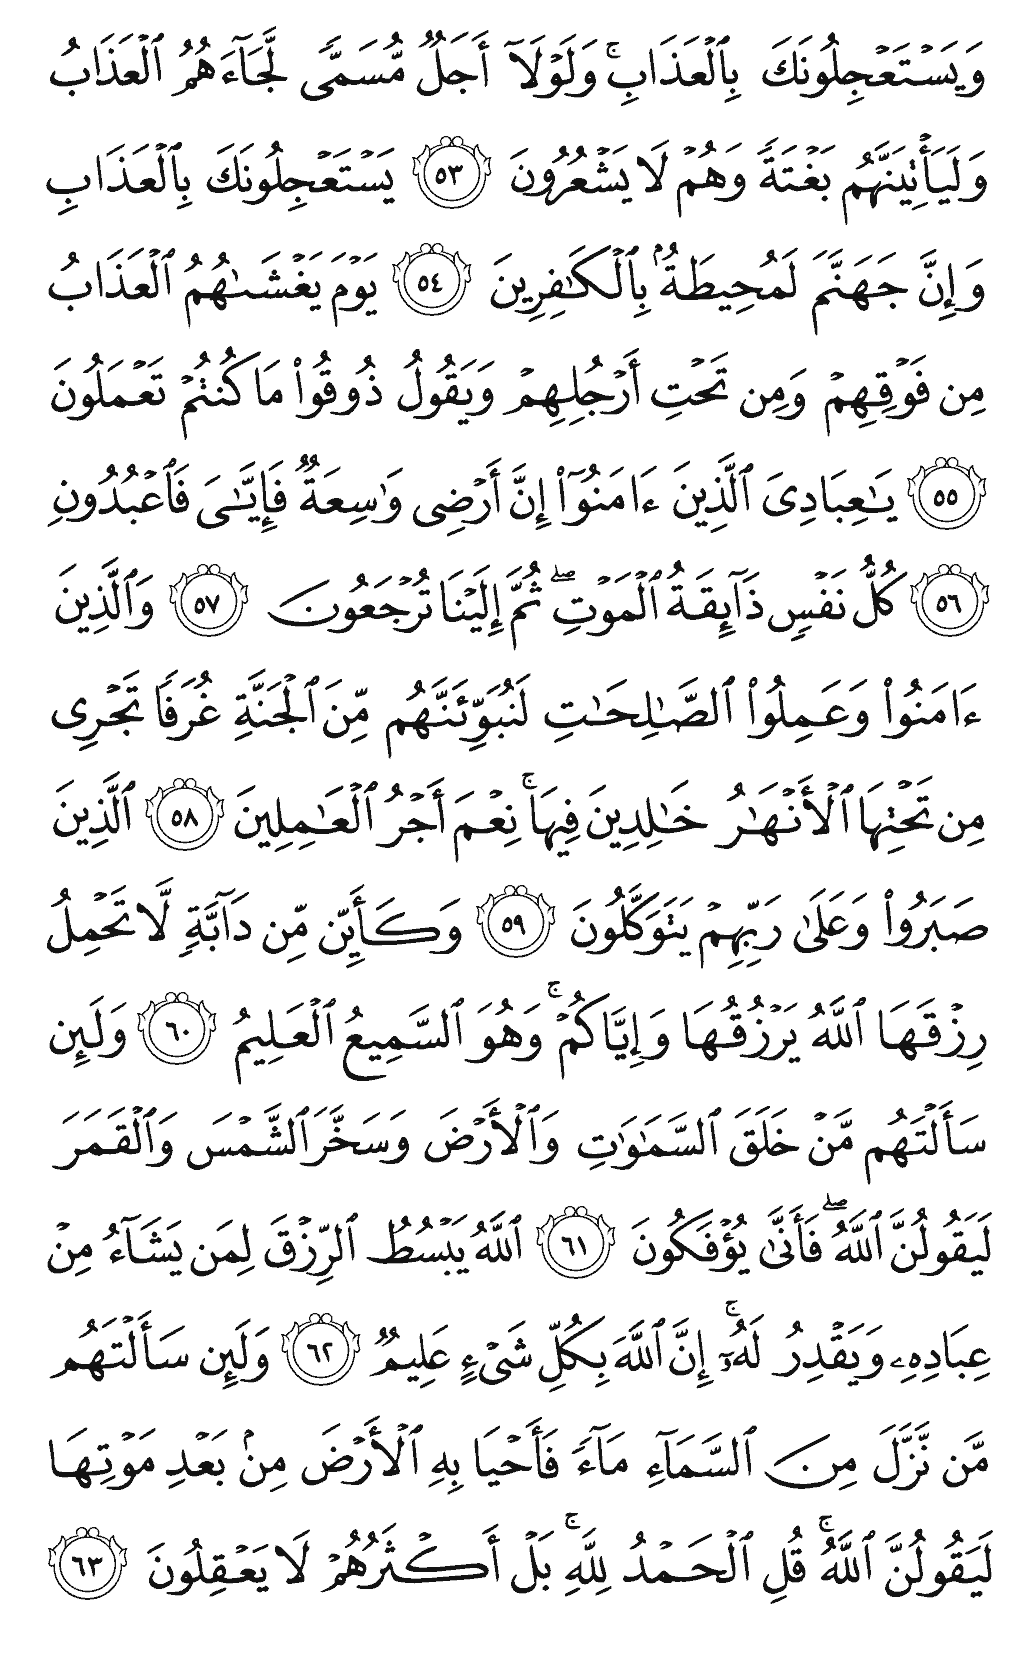 وَيَسْتَعْجِلُونَكَ بِٱلْعَذَابِ ۚ وَلَوْلَآ أَجَلٌ مُّسَمًّى لَّجَآءَهُمُ ٱلْعَذَابُ
وَلَيَأْتِيَنَّهُم بَغْتَةً وَهُمْ لَا يَشْعُرُونَ ٥٣ يَسْتَعْجِلُونَكَ بِٱلْعَذَابِ
وَإِنَّ جَهَنَّمَ لَمُحِيطَةٌۢ بِٱلْكَـٰفِرِينَ ٥٤ يَوْمَ يَغْشَىٰهُمُ ٱلْعَذَابُ
مِن فَوْقِهِمْ وَمِن تَحْتِ أَرْجُلِهِمْ وَيَقُولُ ذُوقُوا۟ مَا كُنتُمْ تَعْمَلُونَ
٥٥ يَـٰعِبَادِىَ ٱلَّذِينَ ءَامَنُوٓا۟ إِنَّ أَرْضِى وَٰسِعَةٌ فَإِيَّـٰىَ فَٱعْبُدُونِ
٥٦ كُلُّ نَفْسٍ ذَآئِقَةُ ٱلْمَوْتِ ۖ ثُمَّ إِلَيْنَا تُرْجَعُونَ ٥٧ وَٱلَّذِينَ
ءَامَنُوا۟ وَعَمِلُوا۟ ٱلصَّـٰلِحَـٰتِ لَنُبَوِّئَنَّهُم مِّنَ ٱلْجَنَّةِ غُرَفًا تَجْرِى
مِن تَحْتِهَا ٱلْأَنْهَـٰرُ خَـٰلِدِينَ فِيهَا ۚ نِعْمَ أَجْرُ ٱلْعَـٰمِلِينَ ٥٨ ٱلَّذِينَ
صَبَرُوا۟ وَعَلَىٰ رَبِّهِمْ يَتَوَكَّلُونَ ٥٩ وَكَأَيِّن مِّن دَآبَّةٍ لَّا تَحْمِلُ
رِزْقَهَا ٱللَّهُ يَرْزُقُهَا وَإِيَّاكُمْ ۚ وَهُوَ ٱلسَّمِيعُ ٱلْعَلِيمُ ٦٠ وَلَئِن
سَأَلْتَهُم مَّنْ خَلَقَ ٱلسَّمَـٰوَٰتِ وَٱلْأَرْضَ وَسَخَّرَ ٱلشَّمْسَ وَٱلْقَمَرَ
لَيَقُولُنَّ ٱللَّهُ ۖ فَأَنَّىٰ يُؤْفَكُونَ ٦١ ٱللَّهُ يَبْسُطُ ٱلرِّزْقَ لِمَن يَشَآءُ مِنْ
عِبَادِهِۦ وَيَقْدِرُ لَهُۥٓ ۚ إِنَّ ٱللَّهَ بِكُلِّ شَىْءٍ عَلِيمٌ ٦٢ وَلَئِن سَأَلْتَهُم
مَّن نَّزَّلَ مِنَ ٱلسَّمَآءِ مَآءً فَأَحْيَا بِهِ ٱلْأَرْضَ مِنۢ بَعْدِ مَوْتِهَا
لَيَقُولُنَّ ٱللَّهُ ۚ قُلِ ٱلْحَمْدُ لِلَّهِ ۚ بَلْ أَكْثَرُهُمْ لَا يَعْقِلُونَ ٦٣